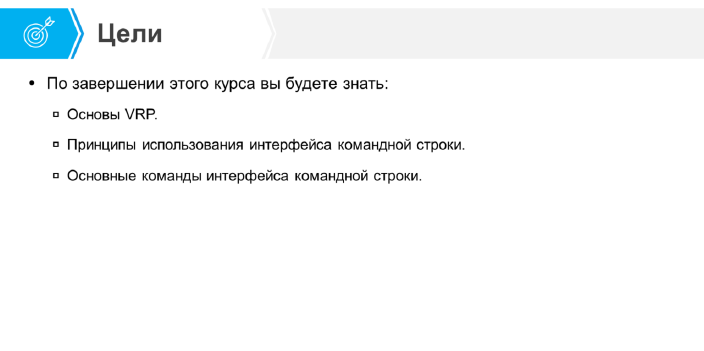 Цели
• По завершении этого курса вы будете знать:
▫ Основы VRP.
▫ Принципы использования интерфейса командной строки.
▫ Основные команды интерфейса командной строки.